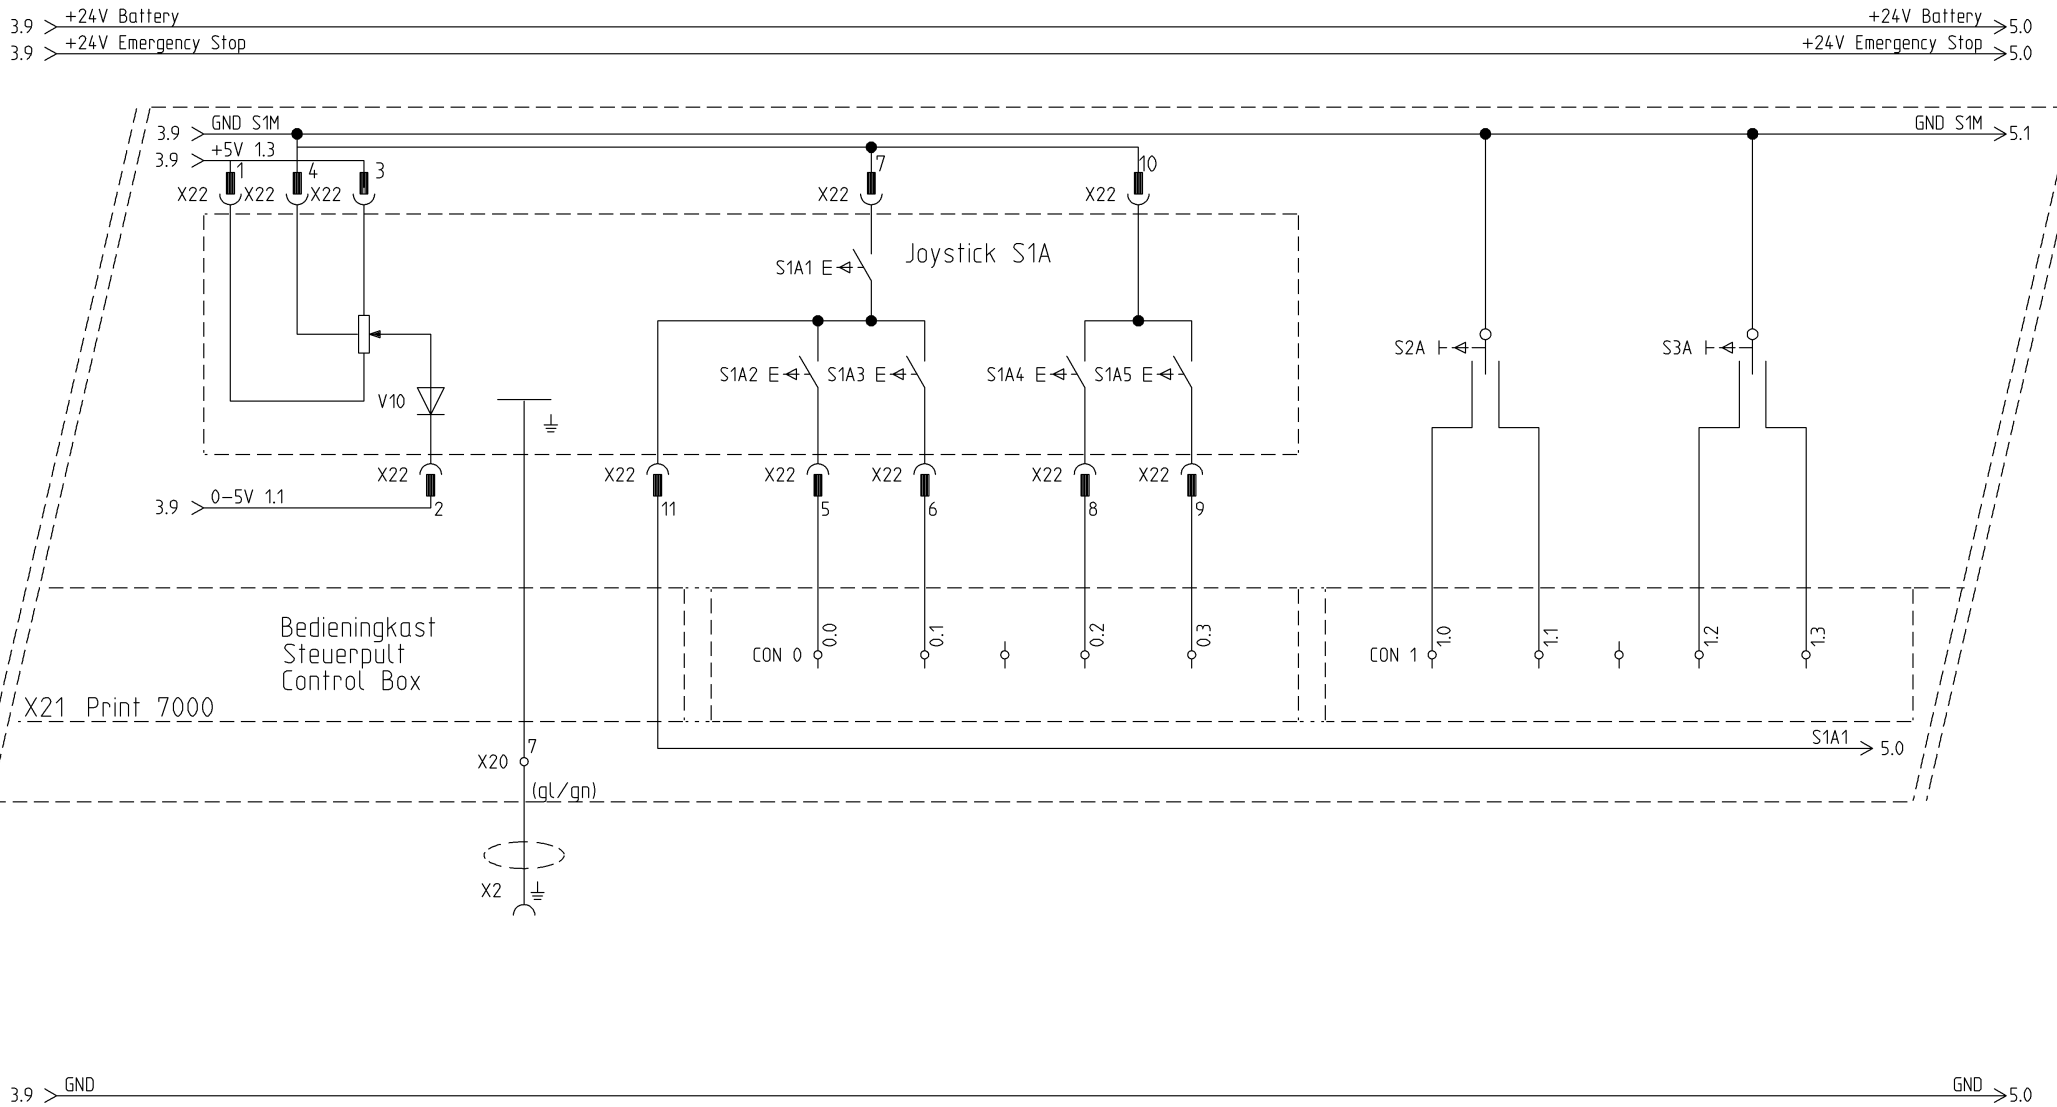 +24V Battery +24V Battery
3.9 5.0
+24V Emergency Stop +24V Emergency Stop
3.9 5.0
GND S1M GND S1M
3.9 5.1
+5V 1.3
3.9
1 4 3 7 10
X22 X22 X22 X22 X22
Joystick S1A
S1A1
S2A S3A
S1A2 S1A3 S1A4 S1A5
V10
X22 X22 X22 X22 X22 X22
0-5V 1.1
3.9 2 11 5 6 8 9
Bedieningkast
Steuerpult
Control Box
0.0 0.1 0.2 0.3 1.0 1.1 1.2 1.3
CON 0 CON 1
X21 Print 7000
S1A1
7 5.0
X20
(gl/gn)
X2
GND GND
3.9 5.0